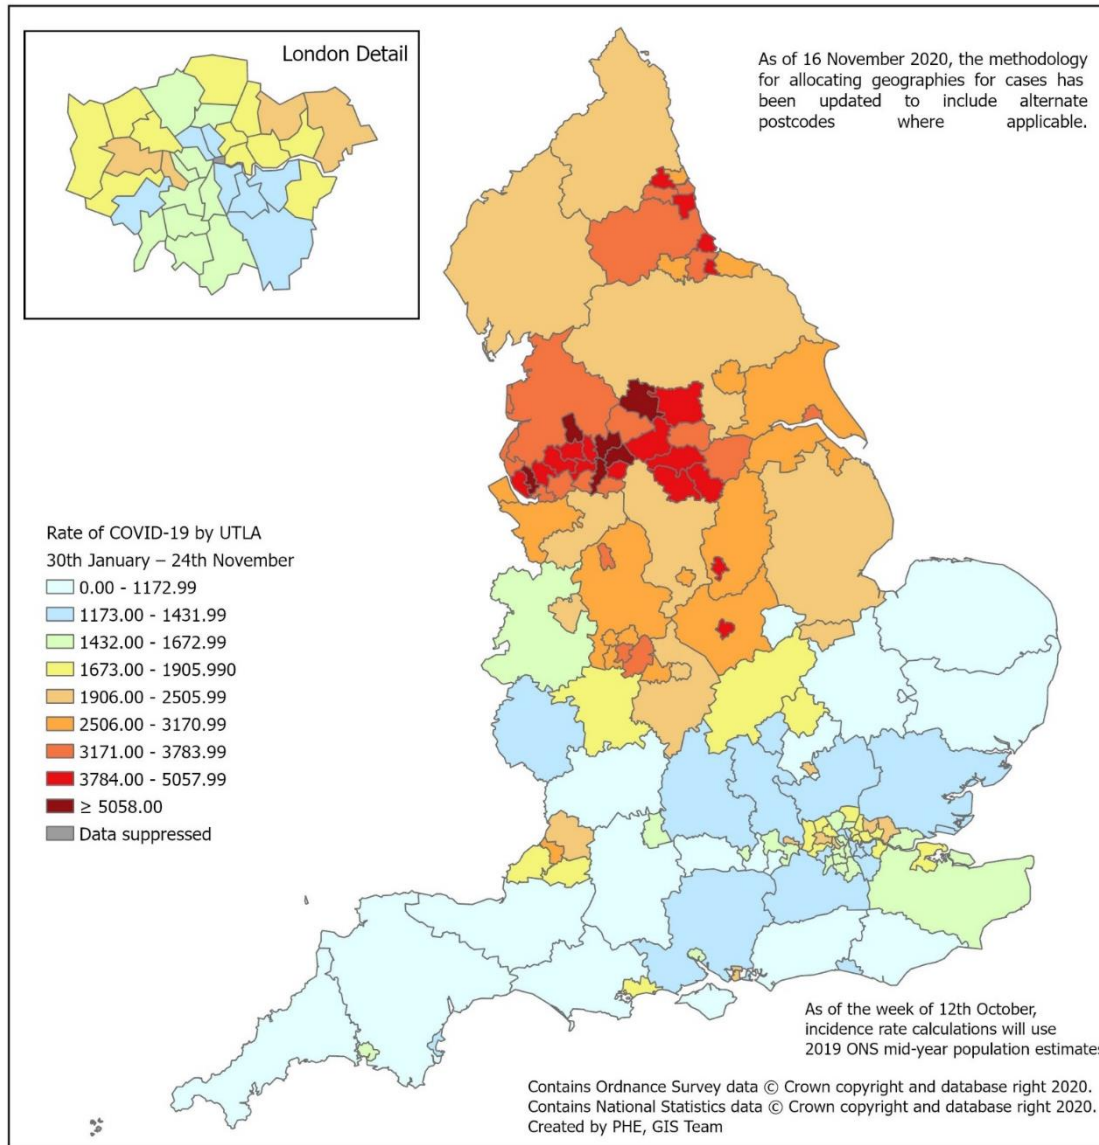 London Detail
As of 16 November 2020, the methodology
for allocating geographies for cases has
been updated to include alternate
postcodes where applicable.
Rate of COVID-19 by UTLA
30th January – 24th November
0.00 - 1172.99
1173.00 - 1431.99
1432.00 - 1672.99
1673.00 - 1905.990
1906.00 - 2505.99
2506.00 - 3170.99
3171.00 - 3783.99
3784.00 - 5057.99
≥ 5058.00
Data suppressed
As of the week of 12th October,
incidence rate calculations will use
2019 ONS mid-year population estimates
Contains Ordnance Survey data © Crown copyright and database right 2020.
Contains National Statistics data © Crown copyright and database right 2020.
Created by PHE, GIS Team